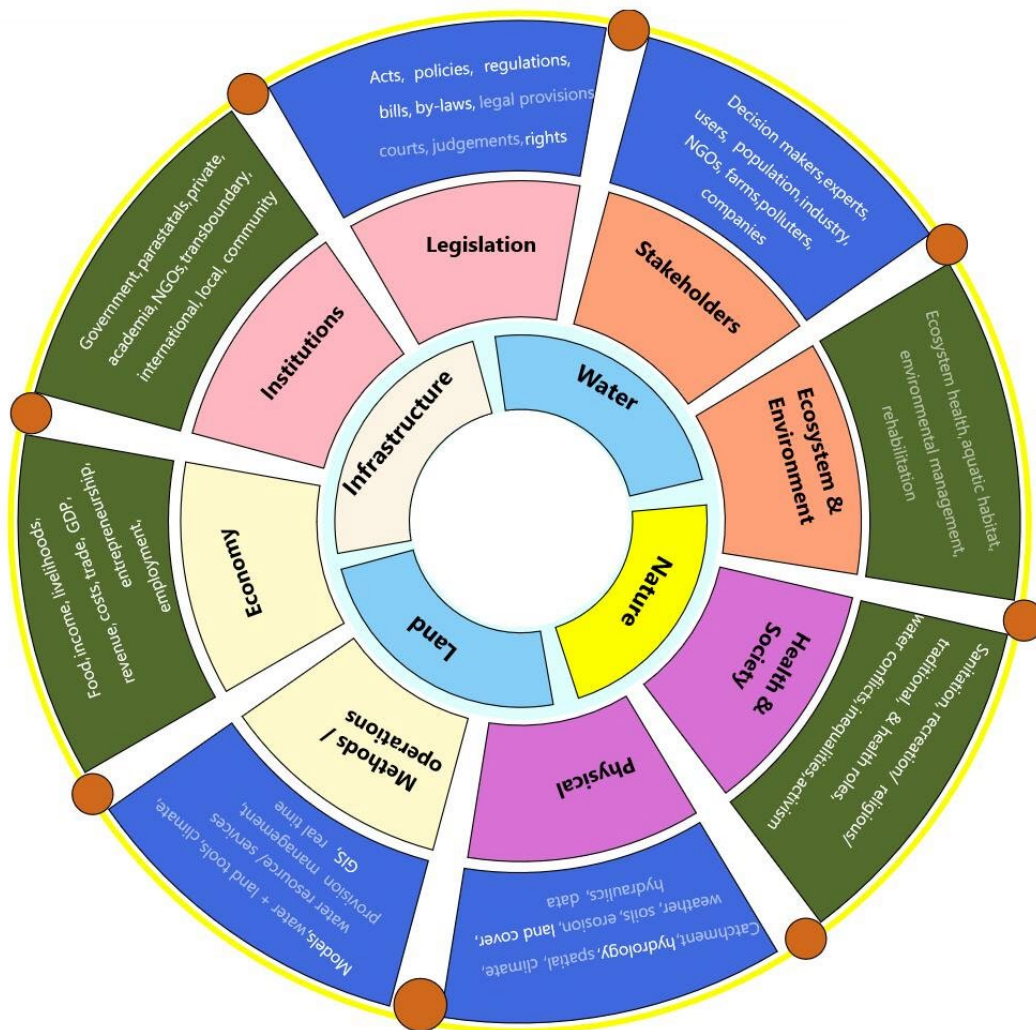 Acts, policies, regulations,
bills, by-laws, legal provisions
courts, judgements,rights
Legislation
Decision makers,experts,
users, population,industry,
NGOs, farms,polluters,
companies
Stakeholders
Ecosystem health,aquatic habitat,
environmental management,
rehabilitation
Ecosystem &
Environment
Sanitation, recreation/ religious/
traditional, & health roles,
water conflicts,inequalities,activism
Health &
Society
Catchment,hydrology,spatial, climate,
weather, soils, erosion, land cover,
hydraulics, data
Physical
Models,water + land tools,climate,
water resource/ services
provision management,
GIS, real time
Methods/
operations
Food,income, livelihoods,
revenue, costs, trade, GDP,
entrepreneurship,
employment,
Economy
Government, parastatals, private,
academia, NGOs,transboundary,
international, local, community
Institutions
Infrastructure
Water
Nature
Land